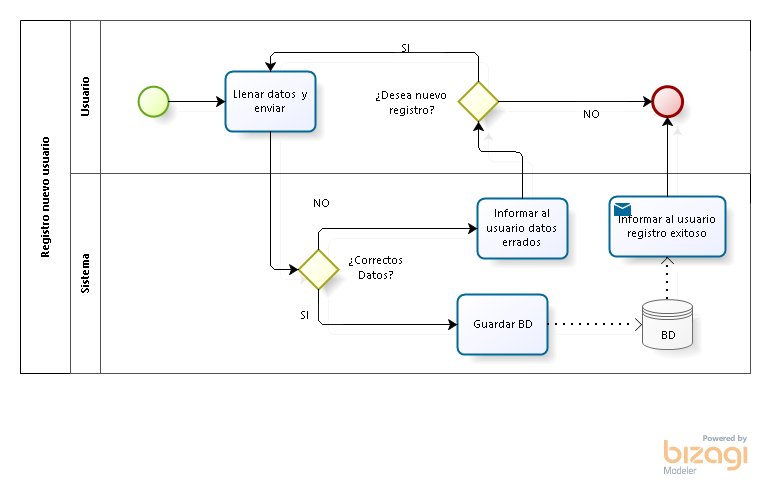 Registro nuevo usuario
Usuario
Sistema
SI
Llenar datos y
enviar
¿Desea nuevo
registro?
NO
NO
Informar al
usuario datos
errados
Informar al usuario
registro exitoso
¿Correctos
Datos?
SI
Guardar BD
BD
Powered by
bizagi
Modeler